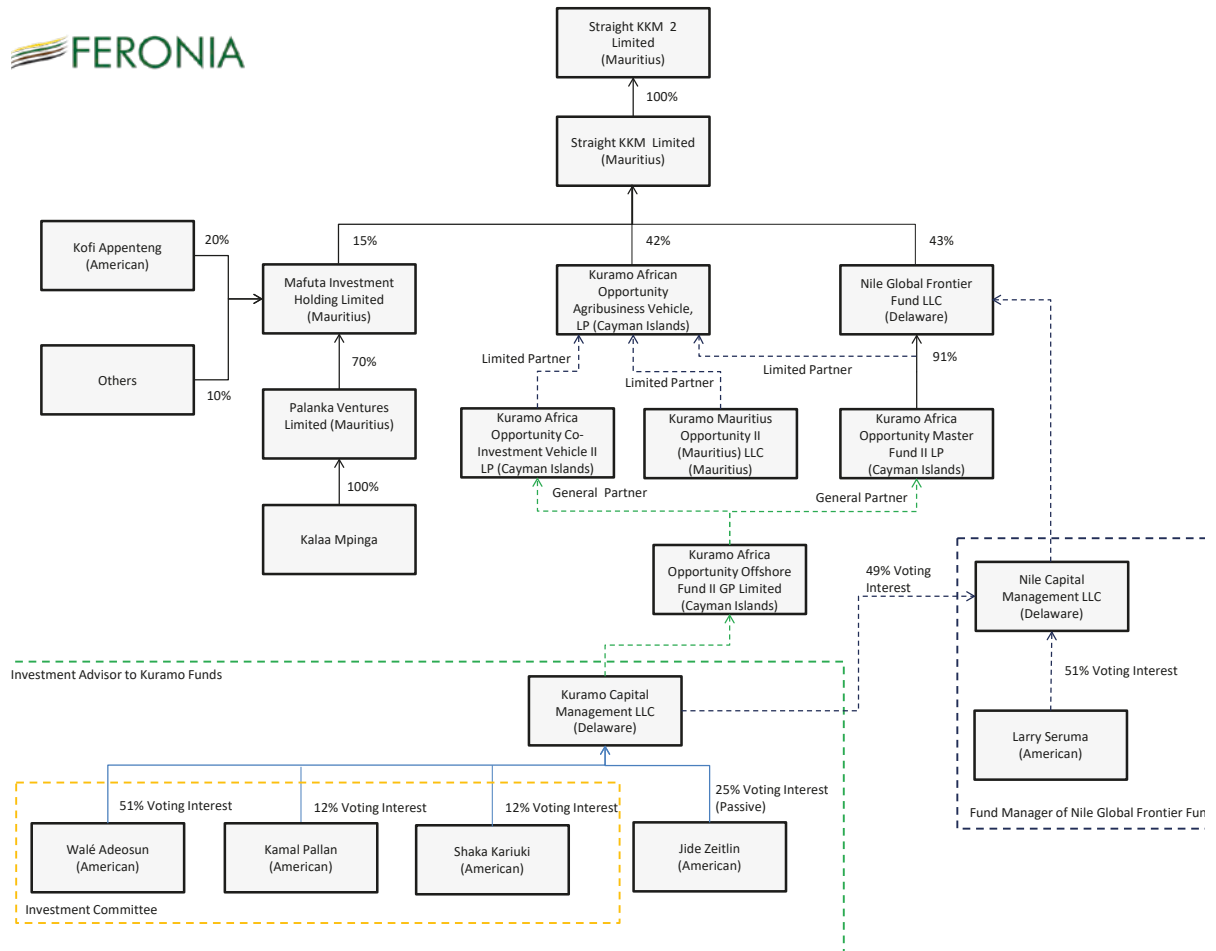 FERONIA
Straight KKM 2
Limited
(Mauritius)
100%
Straight KKM Limited
(Mauritius)
Kofi Appenteng
(American)
20%
15%
42%
43%
Mafuta Investment
Holding Limited
(Mauritius)
Kuramo African
Opportunity
Agribusiness Vehicle,
LP (Cayman Islands)
Nile Global Frontier
Fund LLC
(Delaware)
Others
10%
70%
Limited Partner
Limited Partner
Limited Partner
91%
Palanka Ventures
Limited (Mauritius)
Kuramo Africa
Opportunity Co-
Investment Vehicle II
LP (Cayman Islands)
Kuramo Mauritius
Opportunity II
(Mauritius) LLC
(Mauritius)
Kuramo Africa
Opportunity Master
Fund II LP
(Cayman Islands)
100%
General Partner
General Partner
Kalaa Mpinga
Kuramo Africa
Opportunity Offshore
Fund II GP Limited
(Cayman Islands)
49% Voting
Interest
Nile Capital
Management LLC
(Delaware)
51% Voting Interest
Investment Advisor to Kuramo Funds
Kuramo Capital
Management LLC
(Delaware)
Larry Seruma
(American)
51% Voting Interest
12% Voting Interest
12% Voting Interest
25% Voting Interest
(Passive)
Fund Manager of Nile Global Frontier Fun
Walé Adeosun
(American)
Kamal Pallan
(American)
Shaka Kariuki
(American)
Jide Zeitlin
(American)
Investment Committee